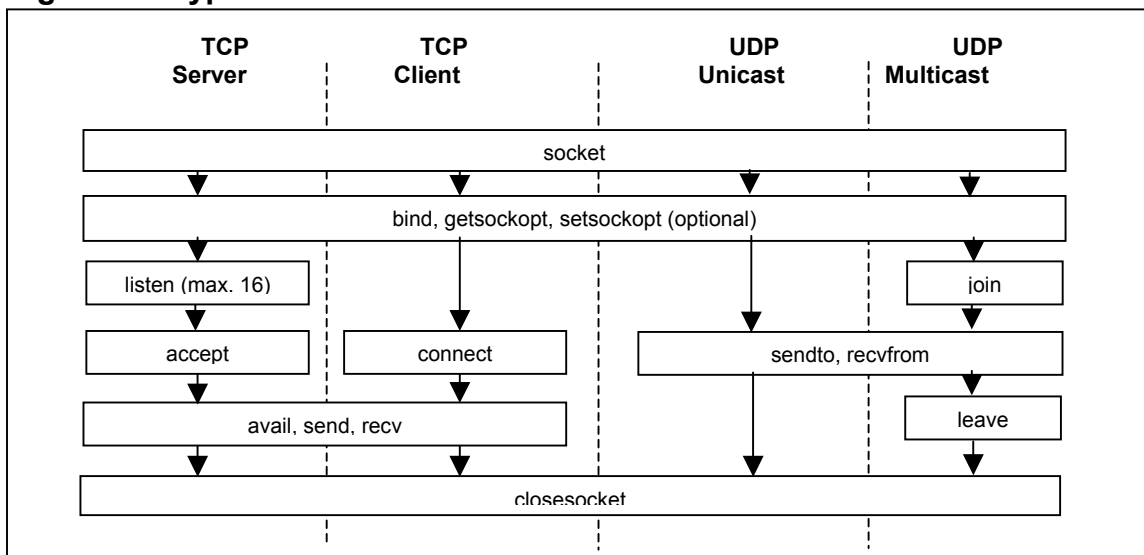 TCP Server
TCP Client
UDP Unicast
UDP Multicast
socket
bind, getsockopt, setsockopt (optional)
listen (max. 16)
join
accept
connect
sendto, recvfrom
avail, send, recv
leave
closesocket